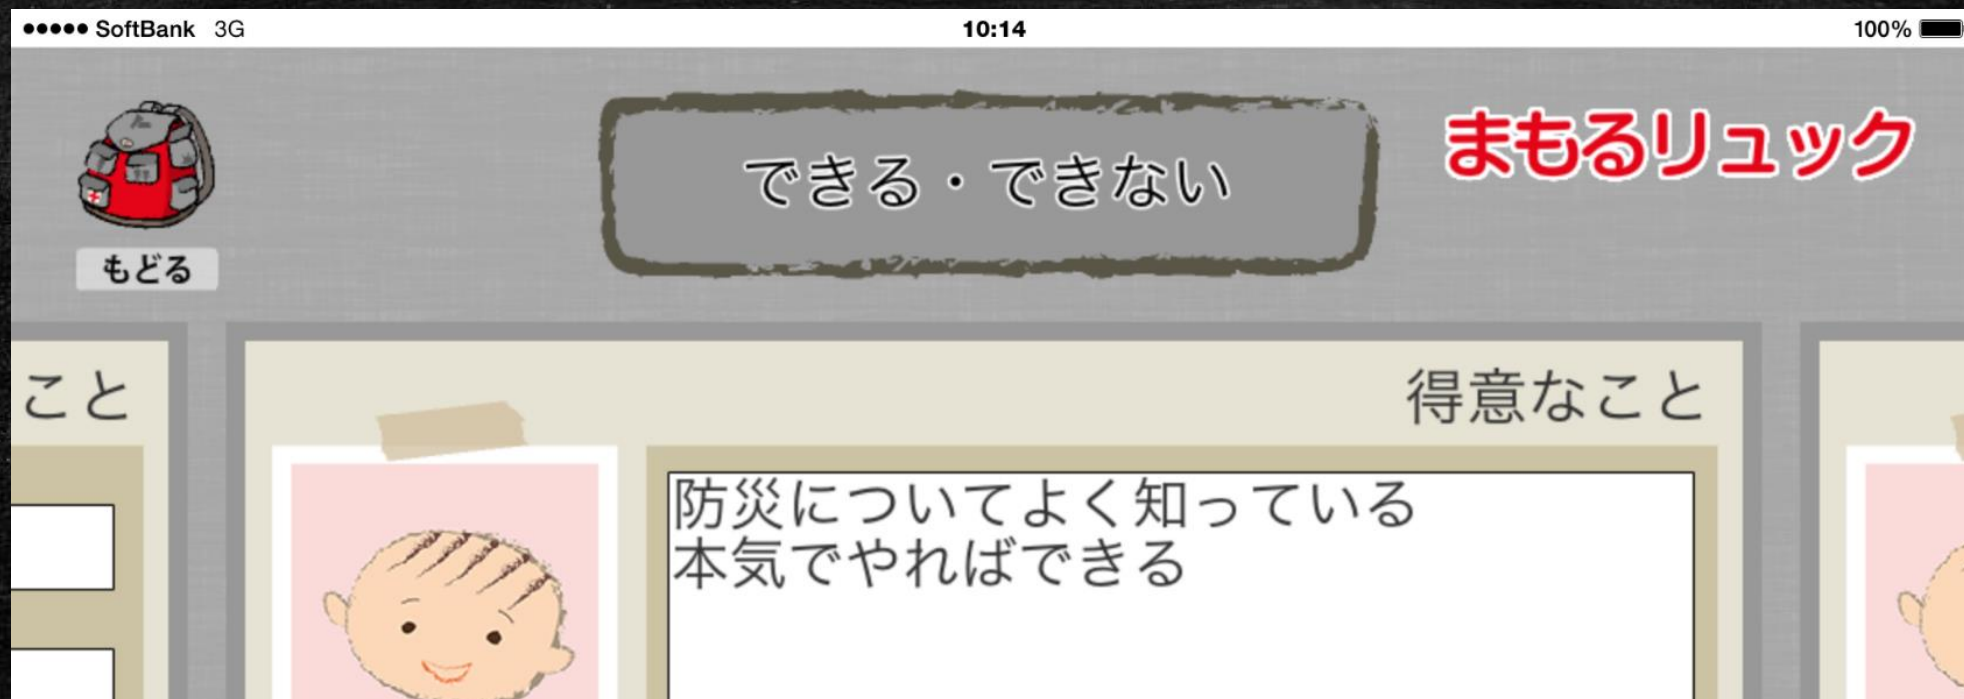 SoftBank 3G
10:14
100%
できる・できない
まもるリュック
もどる
こと
得意なこと
防災についてよく知っている
本気でやればできる